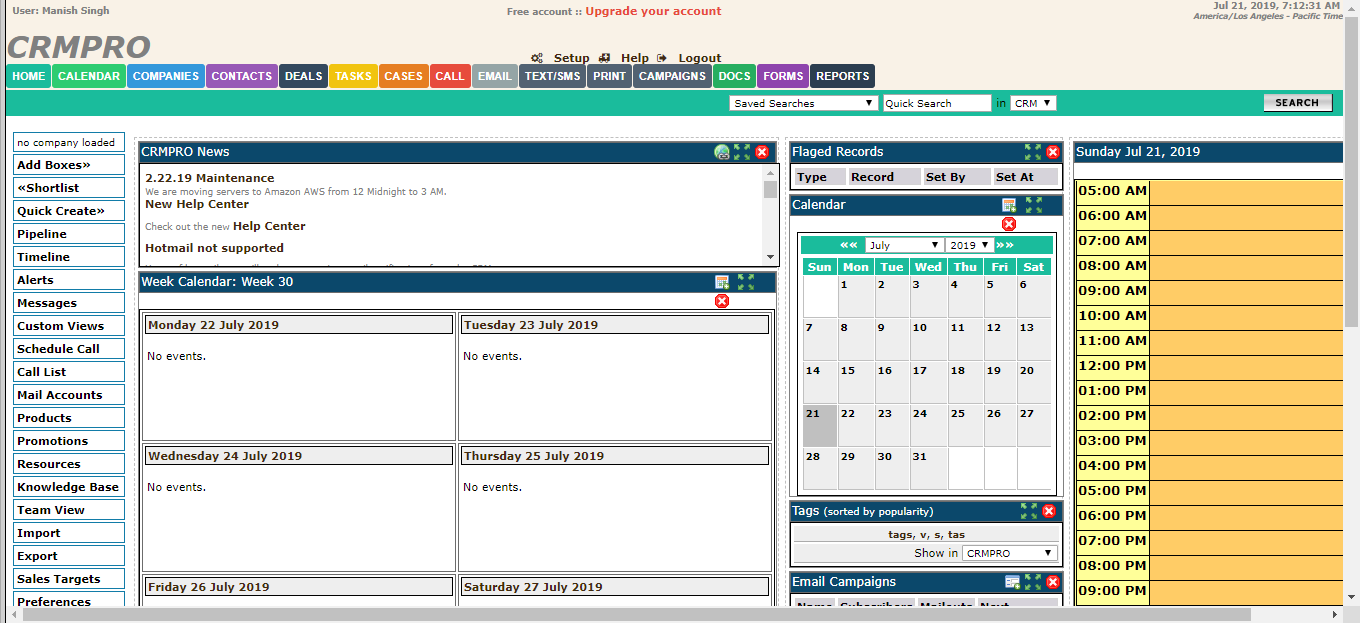 User: Manish Singh
Free account :: Upgrade your account
Jul 21, 2019, 7:12:31 AM
America/Los Angeles - Pacific Time
CRMPRO
Setup Help Logout
HOME CALENDAR COMPANIES CONTACTS DEALS TASKS CASES CALL EMAIL TEXT/SMS PRINT CAMPAIGNS DOCS FORMS REPORTS
Saved Searches Quick Search in CRM SEARCH
no company loaded
Add Boxes»
«Shortlist
Quick Create»
Pipeline
Timeline
Alerts
Messages
Custom Views
Schedule Call
Call List
Mail Accounts
Products
Promotions
Resources
Knowledge Base
Team View
Import
Export
Sales Targets
Preferences
CRMPRO News
2.22.19 Maintenance
We are moving servers to Amazon AWS from 12 Midnight to 3 AM.
New Help Center
Check out the new Help Center
Hotmail not supported
Week Calendar: Week 30
Monday 22 July 2019
No events.
Tuesday 23 July 2019
No events.
Wednesday 24 July 2019
No events.
Thursday 25 July 2019
No events.
Friday 26 July 2019
Saturday 27 July 2019
Flaged Records
Type Record Set By Set At
Calendar
«« July 2019 »»
Sun Mon Tue Wed Thu Fri Sat
1 2 3 4 5 6
7 8 9 10 11 12 13
14 15 16 17 18 19 20
21 22 23 24 25 26 27
28 29 30 31
Tags (sorted by popularity)
tags, v, s, tas
Show in CRMPRO
Email Campaigns
Name Subscribers Mailouts Next
Sunday Jul 21, 2019
05:00 AM
06:00 AM
07:00 AM
08:00 AM
09:00 AM
10:00 AM
11:00 AM
12:00 PM
01:00 PM
02:00 PM
03:00 PM
04:00 PM
05:00 PM
06:00 PM
07:00 PM
08:00 PM
09:00 PM